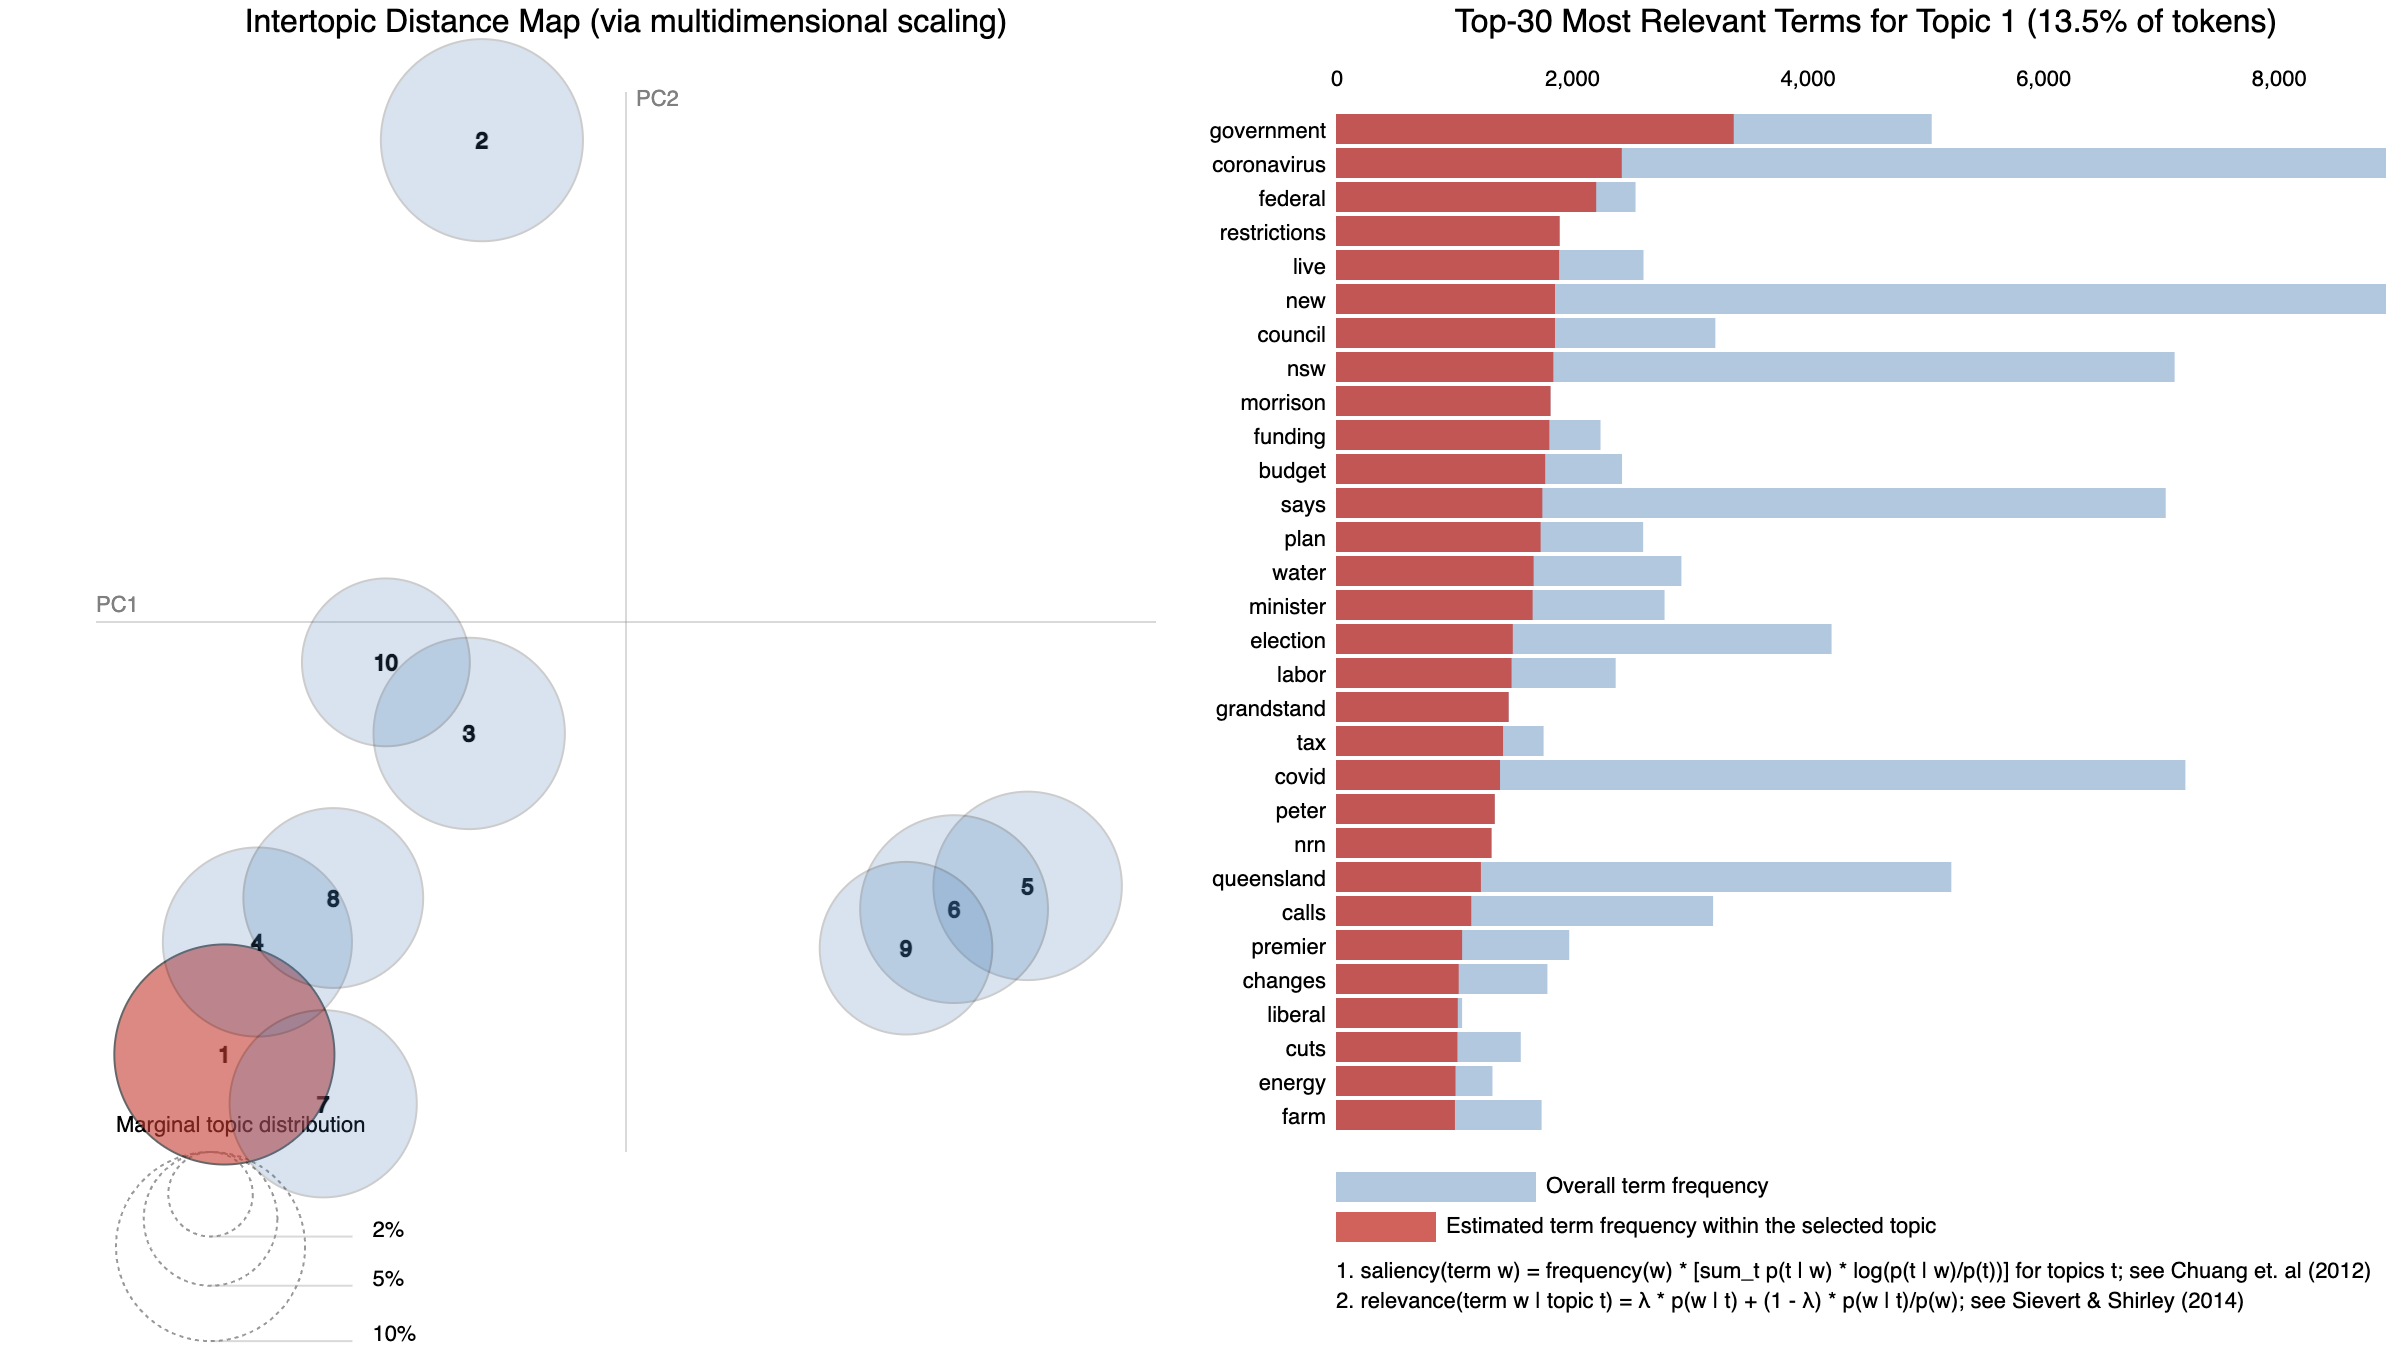 Intertopic Distance Map (via multidimensional scaling)
PC2
2
PC1
10
3
8
4
5
6
9
1
7
Marginal topic distribution
2%
5%
10%
Top-30 Most Relevant Terms for Topic 1 (13.5% of tokens)
0 2,000 4,000 6,000 8,000
government
coronavirus
federal
restrictions
live
new
council
nsw
morrison
funding
budget
says
plan
water
minister
election
labor
grandstand
tax
covid
peter
nrn
queensland
calls
premier
changes
liberal
cuts
energy
farm
Overall term frequency
Estimated term frequency within the selected topic
1. saliency(term w) = frequency(w) * [sum_t p(t | w) * log(p(t | w)/p(t))] for topics t; see Chuang et. al (2012)
2. relevance(term w | topic t) = λ * p(w | t) + (1 - λ) * p(w | t)/p(w); see Sievert & Shirley (2014)